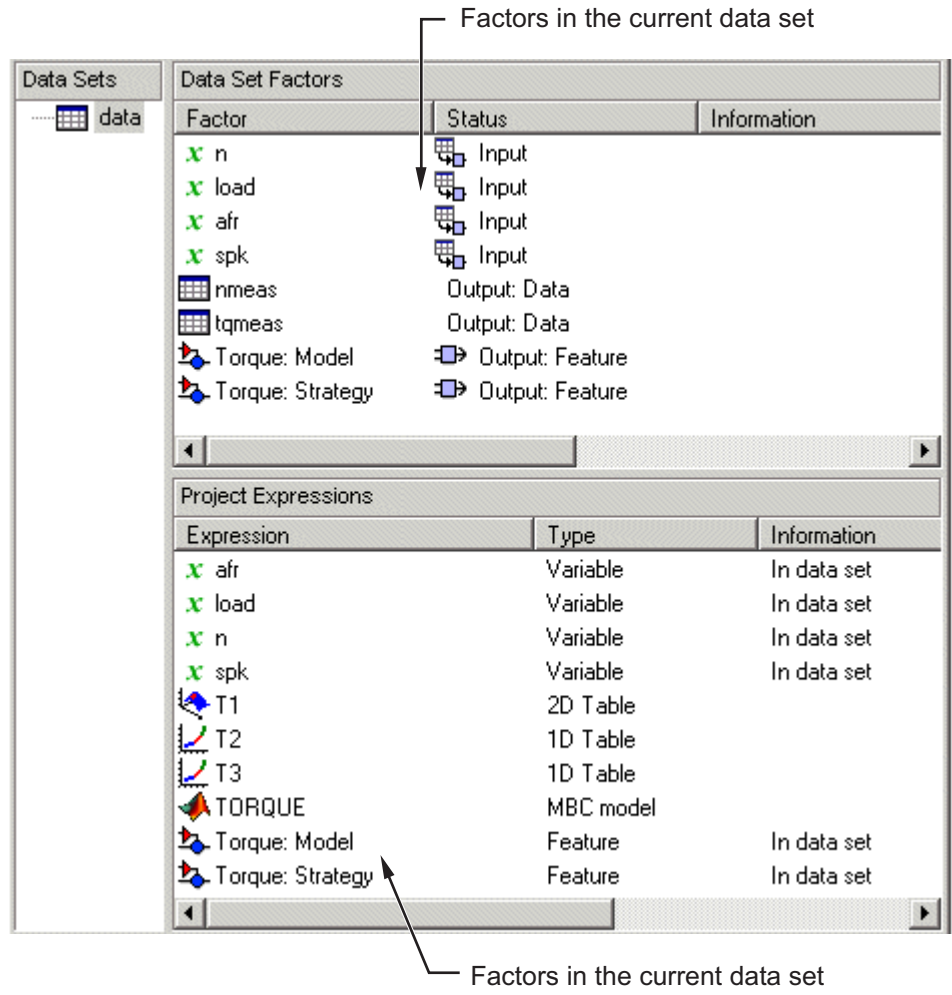 Factors in the current data set
Data Sets
data
Data Set Factors
Factor Status Information
x n Input
x load Input
x afr Input
x spk Input
nmeas Output: Data
tqmeas Output: Data
Torque: Model Output: Feature
Torque: Strategy Output: Feature
Project Expressions
Expression Type Information
x afr Variable In data set
x load Variable In data set
x n Variable In data set
x spk Variable In data set
T1 2D Table
T2 1D Table
T3 1D Table
TORQUE MBC model
Torque: Model Feature In data set
Torque: Strategy Feature In data set
Factors in the current data set